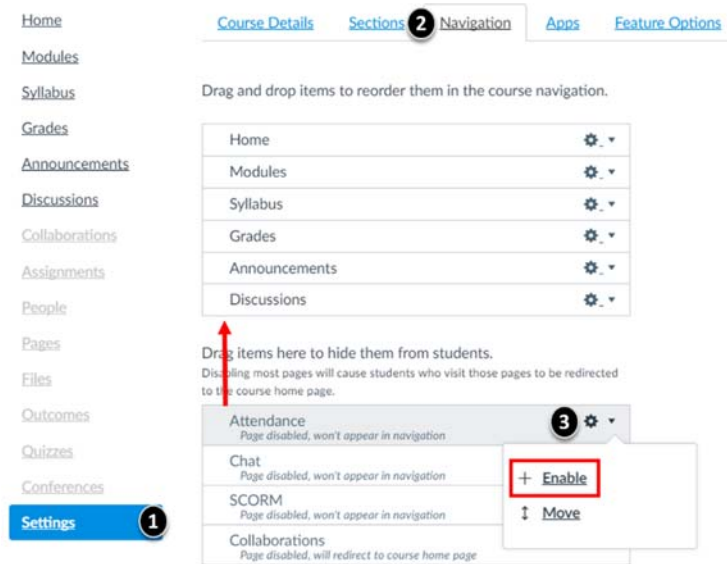 Home
Modules
Syllabus
Grades
Announcements
Discussions
Collaborations
Assignments
People
Pages
Files
Outcomes
Quizzes
Conferences
Settings 1
Course Details Sections 2 Navigation Apps Feature Options
Drag and drop items to reorder them in the course navigation.
Home
Modules
Syllabus
Grades
Announcements
Discussions
Drag items here to hide them from students.
Disabling most pages will cause students who visit those pages to be redirected
to the course home page.
Attendance 3
Page disabled, won't appear in navigation
Chat
Page disabled, won't appear in navigation
SCORM
Page disabled, won't appear in navigation
Collaborations
Page disabled, will redirect to course home page
+ Enable
Move